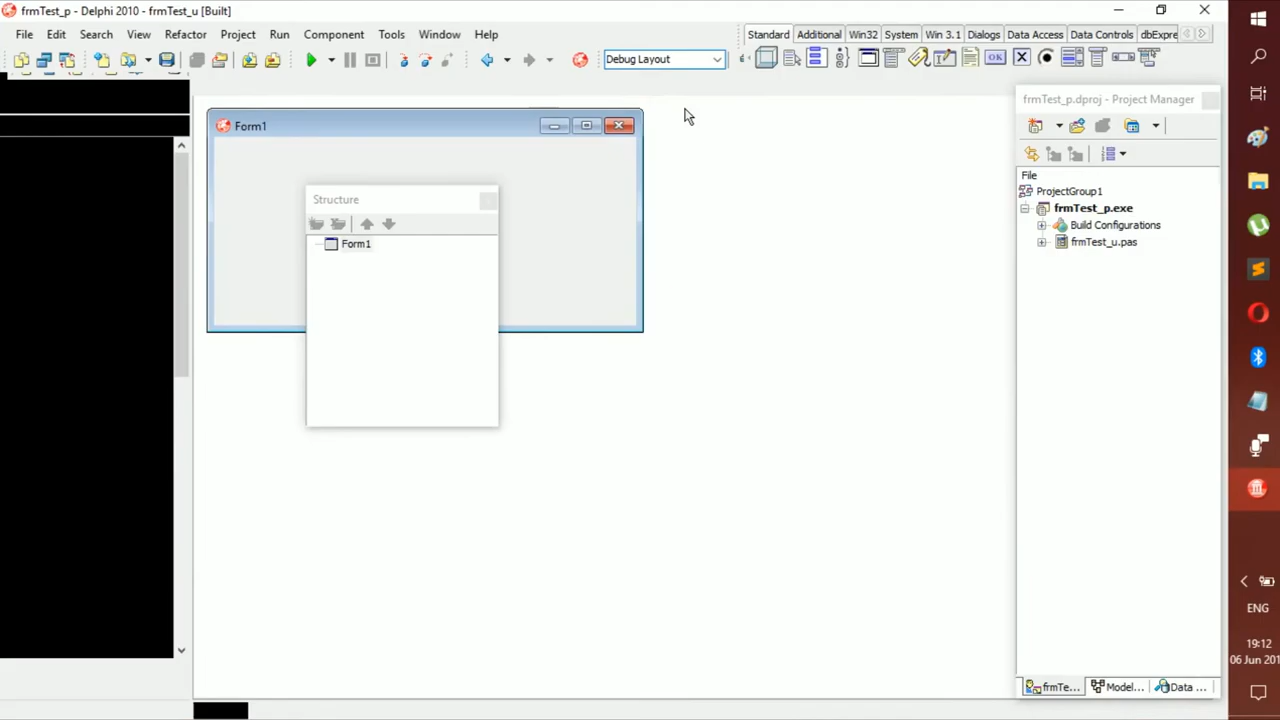 frmTest_p - Delphi 2010 - frmTest_u [Built]
File Edit Search View Refactor Project Run Component Tools Window Help
Standard Additional Win32 System Win 3.1 Dialogs Data Access Data Controls dbExpre
Debug Layout
OK
frmTest_p.dproj - Project Manager
Form1
File
ProjectGroup1
Structure
frmTest_p.exe
Build Configurations
Form1
frmTest_u.pas
ENG
19:12
06 Jun 201
frmTe... Model... Data ...